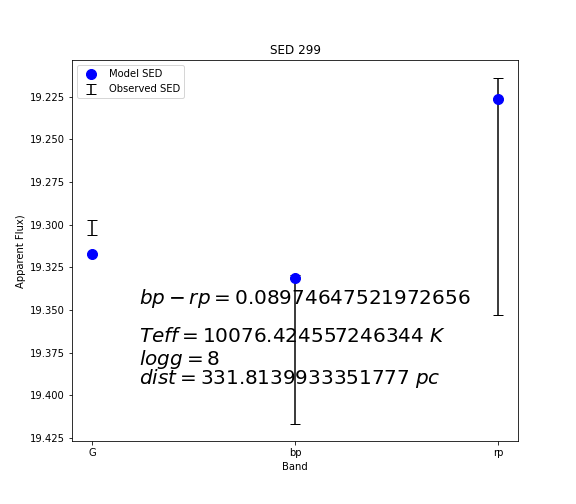 SED 299
Model SED
Observed SED
19.225
19.250
19.275
19.300
19.325
19.350
19.375
19.400
19.425
Apparent Flux)
bp − rp = 0.08974647521972656
Teff = 10076.424557246344 K
logg = 8
dist = 331.8139933351777 pc
G
bp
rp
Band